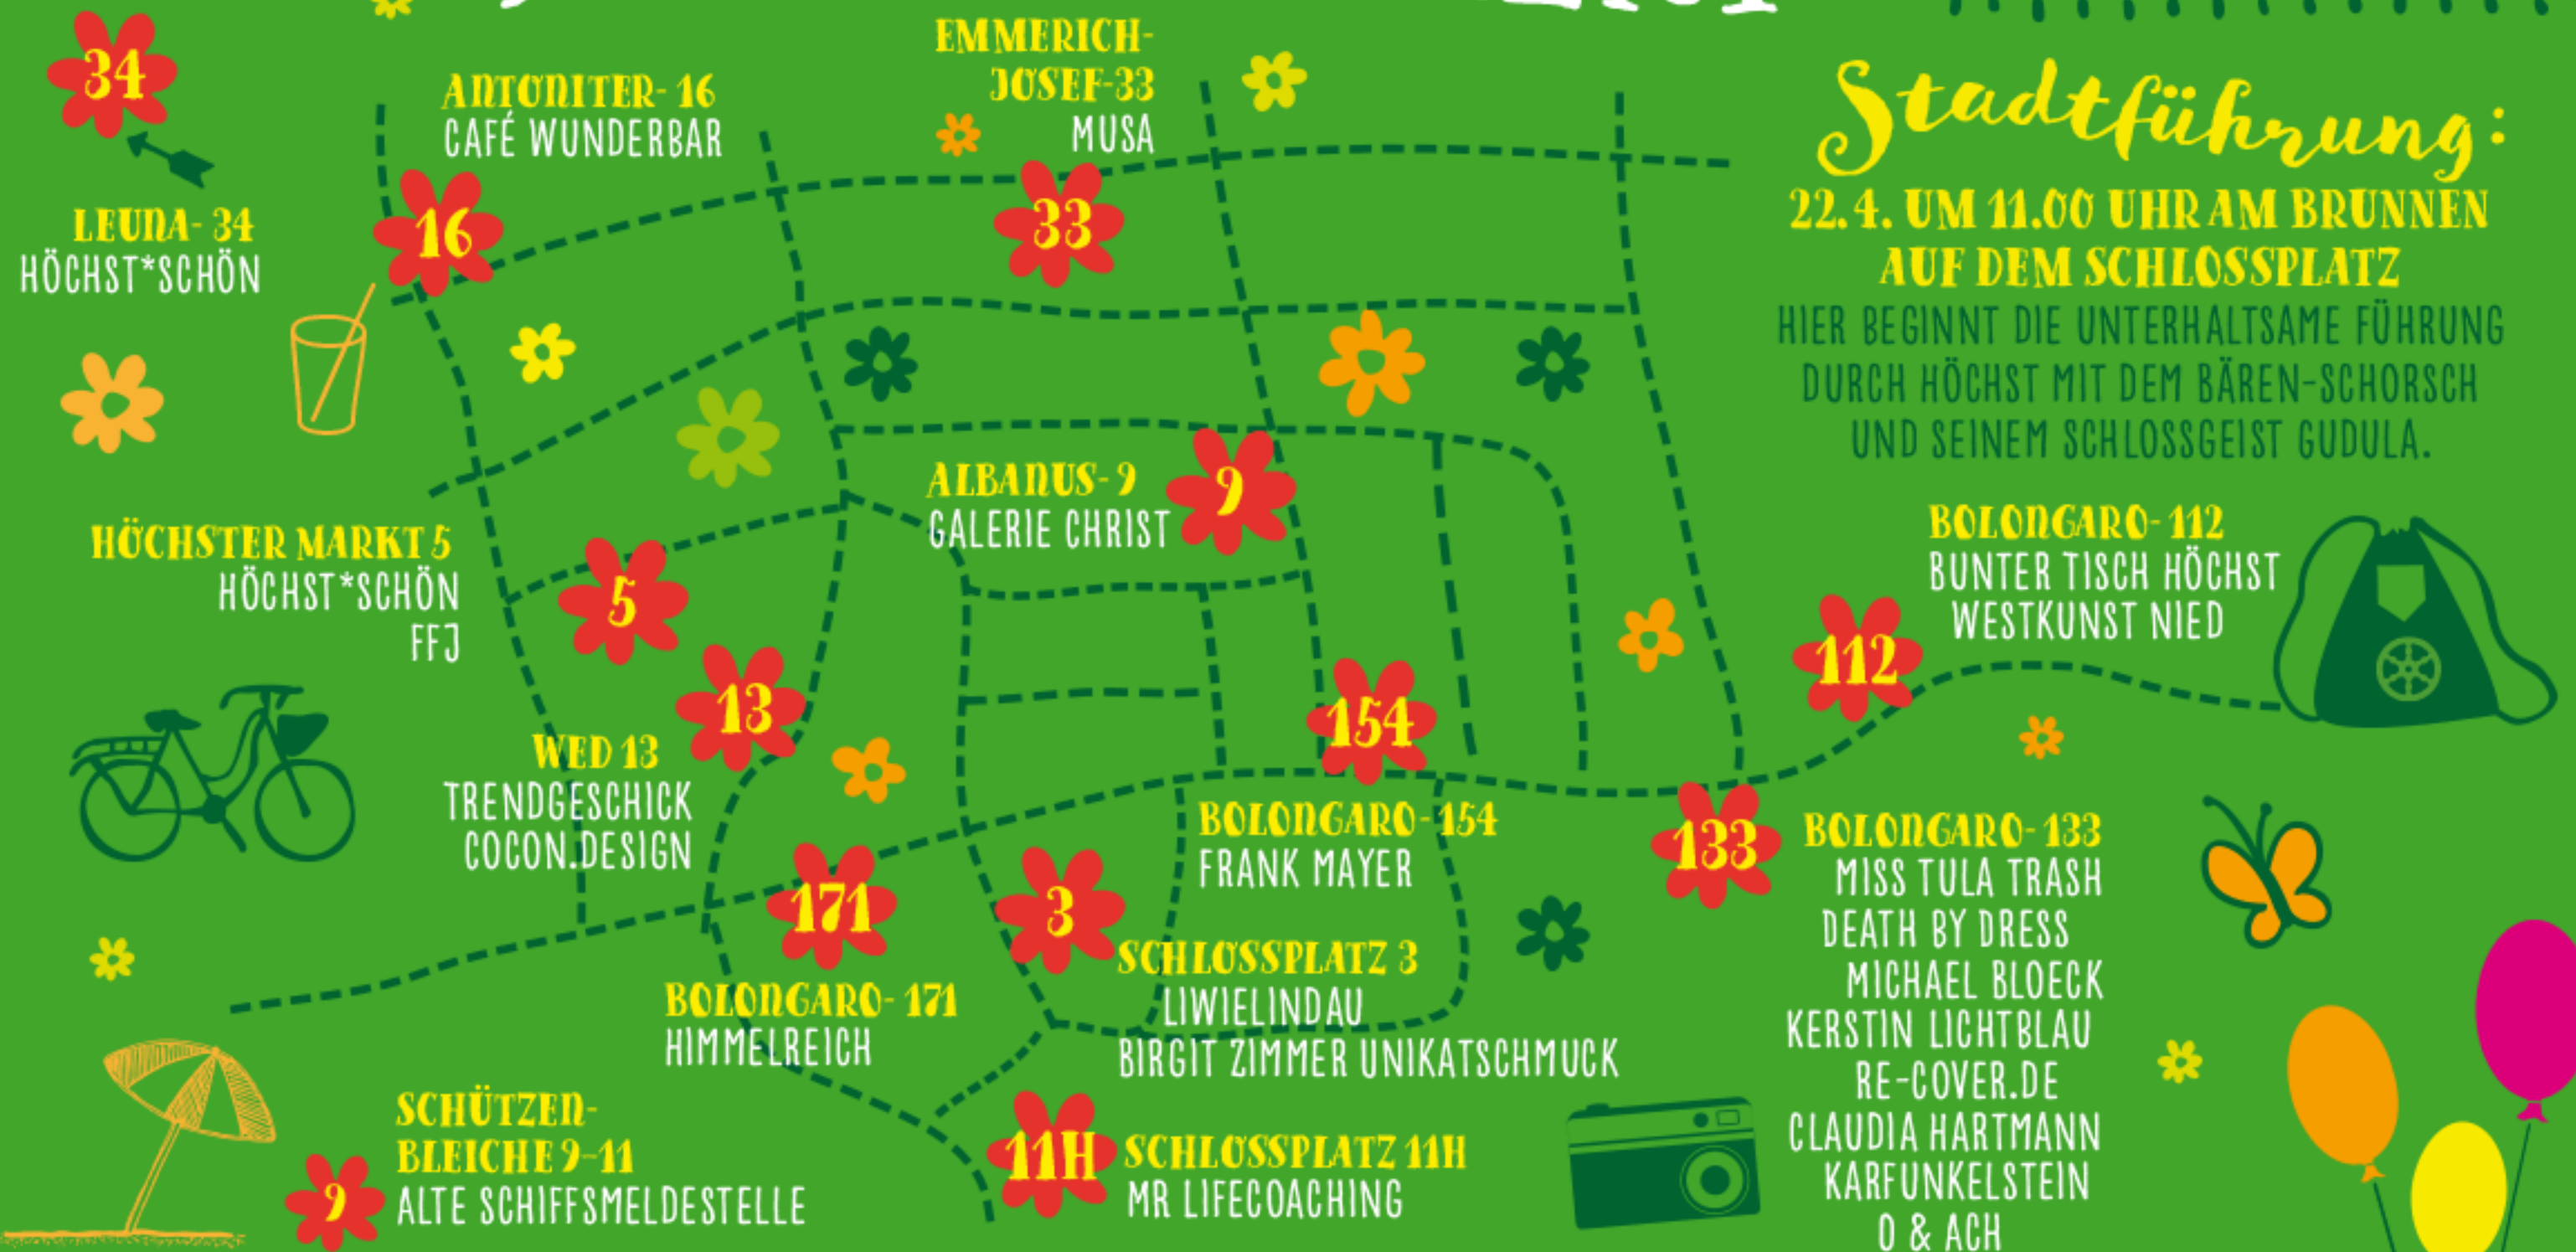 34
ANTONITER- 16
CAFÉ WUNDERBAR
EMMERICH-
JOSEF-33
MUSA
LEUNA- 34
HÖCHST*SCHÖN
16
33
Stadtführung:
22.4. UM 11.00 UHR AM BRUNNEN
AUF DEM SCHLOSSPLATZ
HIER BEGINNT DIE UNTERHALTSAME FÜHRUNG
DURCH HÖCHST MIT DEM BÄREN-SCHORSCH
UND SEINEM SCHLOSSGEIST GUDULA.
ALBANUS- 9
GALERIE CHRIST
9
HÖCHSTER MARKT 5
HÖCHST*SCHÖN
FFJ
5
BOLONGARO- 112
BUNTER TISCH HÖCHST
WESTKUNST NIED
112
13
WED 13
TRENDGESCHICK
COCON.DESIGN
154
BOLONGARO- 154
FRANK MAYER
133
BOLONGARO- 133
MISS TULA TRASH
DEATH BY DRESS
MICHAEL BLOECK
KERSTIN LICHTBLAU
RE-COVER.DE
CLAUDIA HARTMANN
KARFUNKELSTEIN
O & ACH
171
BOLONGARO- 171
HIMMELREICH
3
SCHLOSSPLATZ 3
LIWIELINDAU
BIRGIT ZIMMER UNIKATSCHMUCK
SCHÜTZEN-
BLEICHE 9-11
ALTE SCHIFFSMELDESTELLE
9
11H
SCHLOSSPLATZ 11H
MR LIFECOACHING